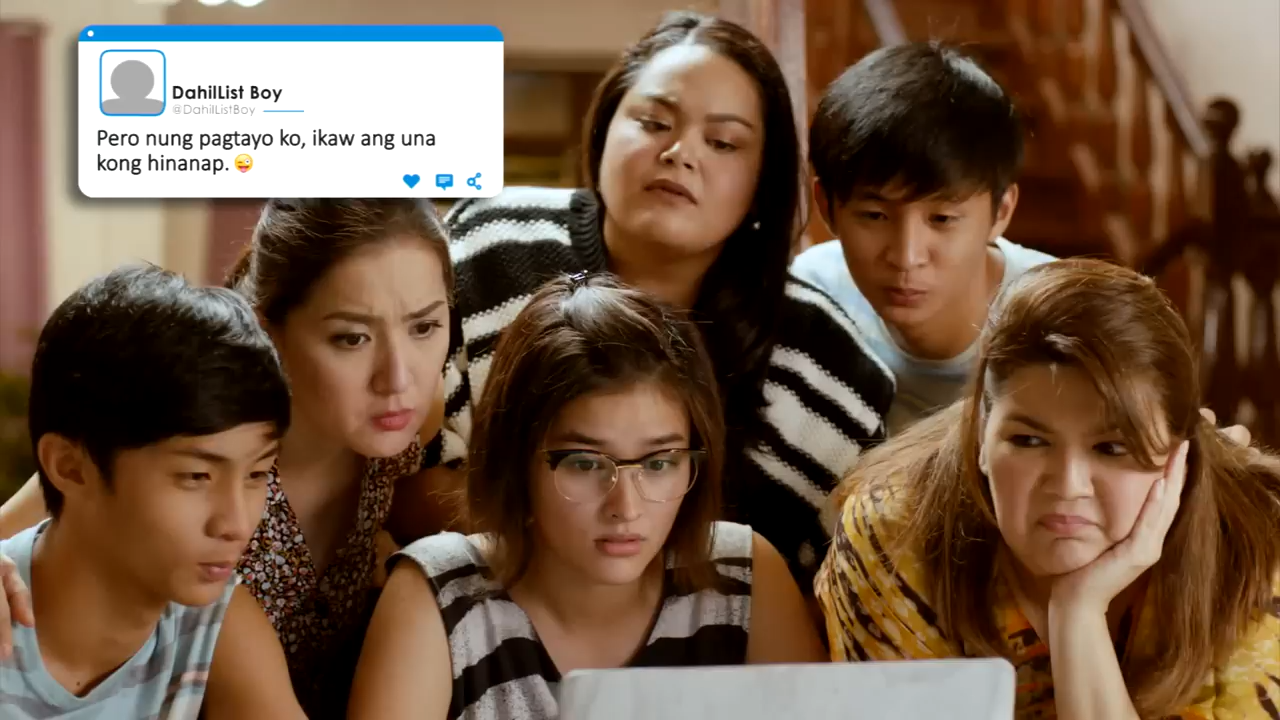 DahilList Boy
@DahilListBoy
Pero nung pagtayo ko, ikaw ang una
kong hinanap. 😜